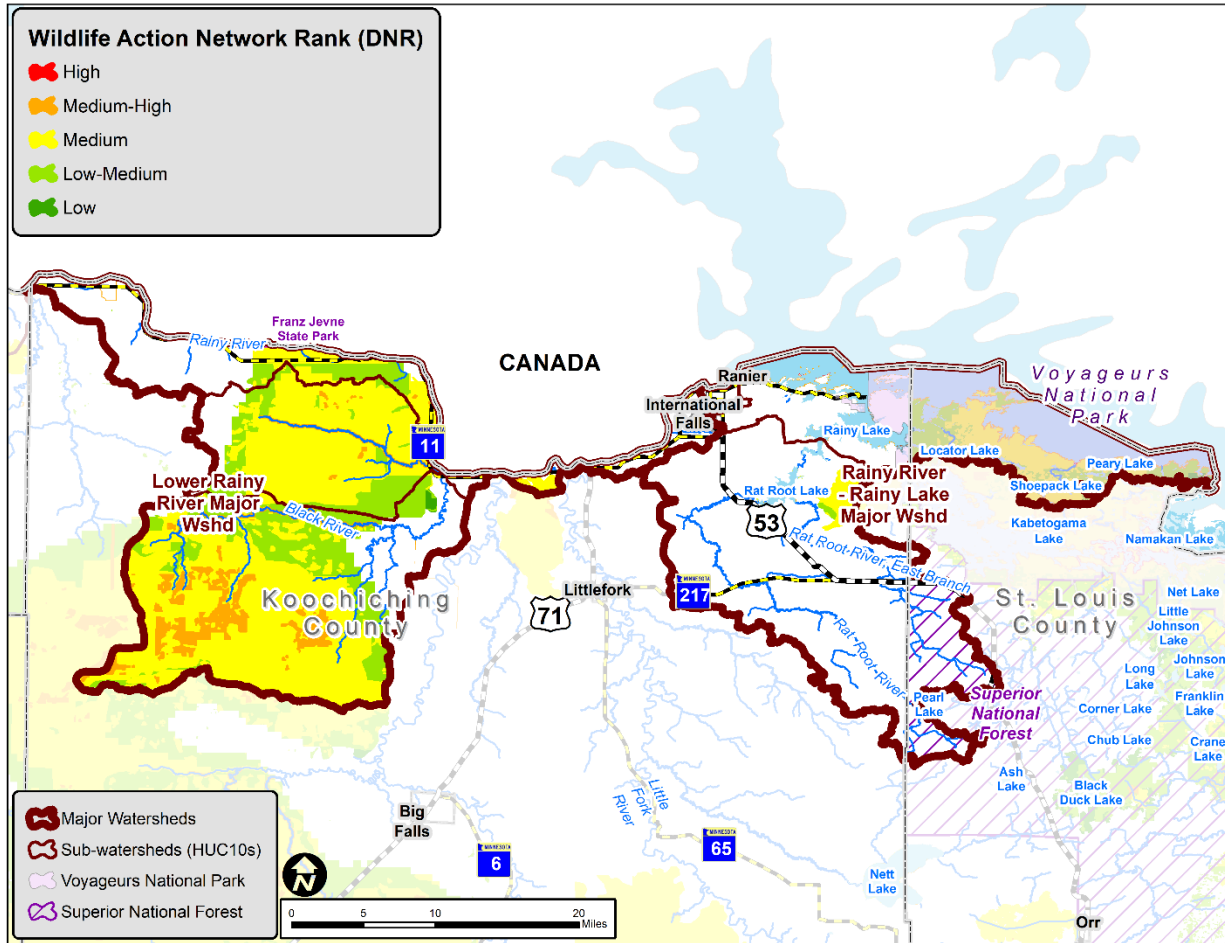 Wildlife Action Network Rank (DNR)
High
Medium-High
Medium
Low-Medium
Low
Franz Jevne
State Park
Rainy River
CANADA
Ranier
International
Falls
Voyageurs
National
Park
MINNESOTA
11
Rainy Lake
Locator Lake
Peary Lake
Lower Rainy
River Major
Wshd
Rainy River
- Rainy Lake
Major Wshd
Shoepack Lake
Rat Root Lake
Black River
53
Kabetogama
Lake
Namakan Lake
Rat Root River, East Branch
Koochiching
County
Littlefork
71
MINNESOTA
217
St. Louis
County
Net Lake
Little
Johnson
Lake
Johnson
Lake
Long
Lake
Rat Root River
Pearl
Lake
Superior
National
Forest
Franklin
Lake
Corner Lake
Chub Lake
Crane
Lake
Ash
Lake
Black
Duck Lake
Little
Fork
River
Big
Falls
MINNESOTA
6
MINNESOTA
65
Nett
Lake
Orr
Major Watersheds
Sub-watersheds (HUC10s)
Voyageurs National Park
Superior National Forest
N
0 5 10 20
Miles